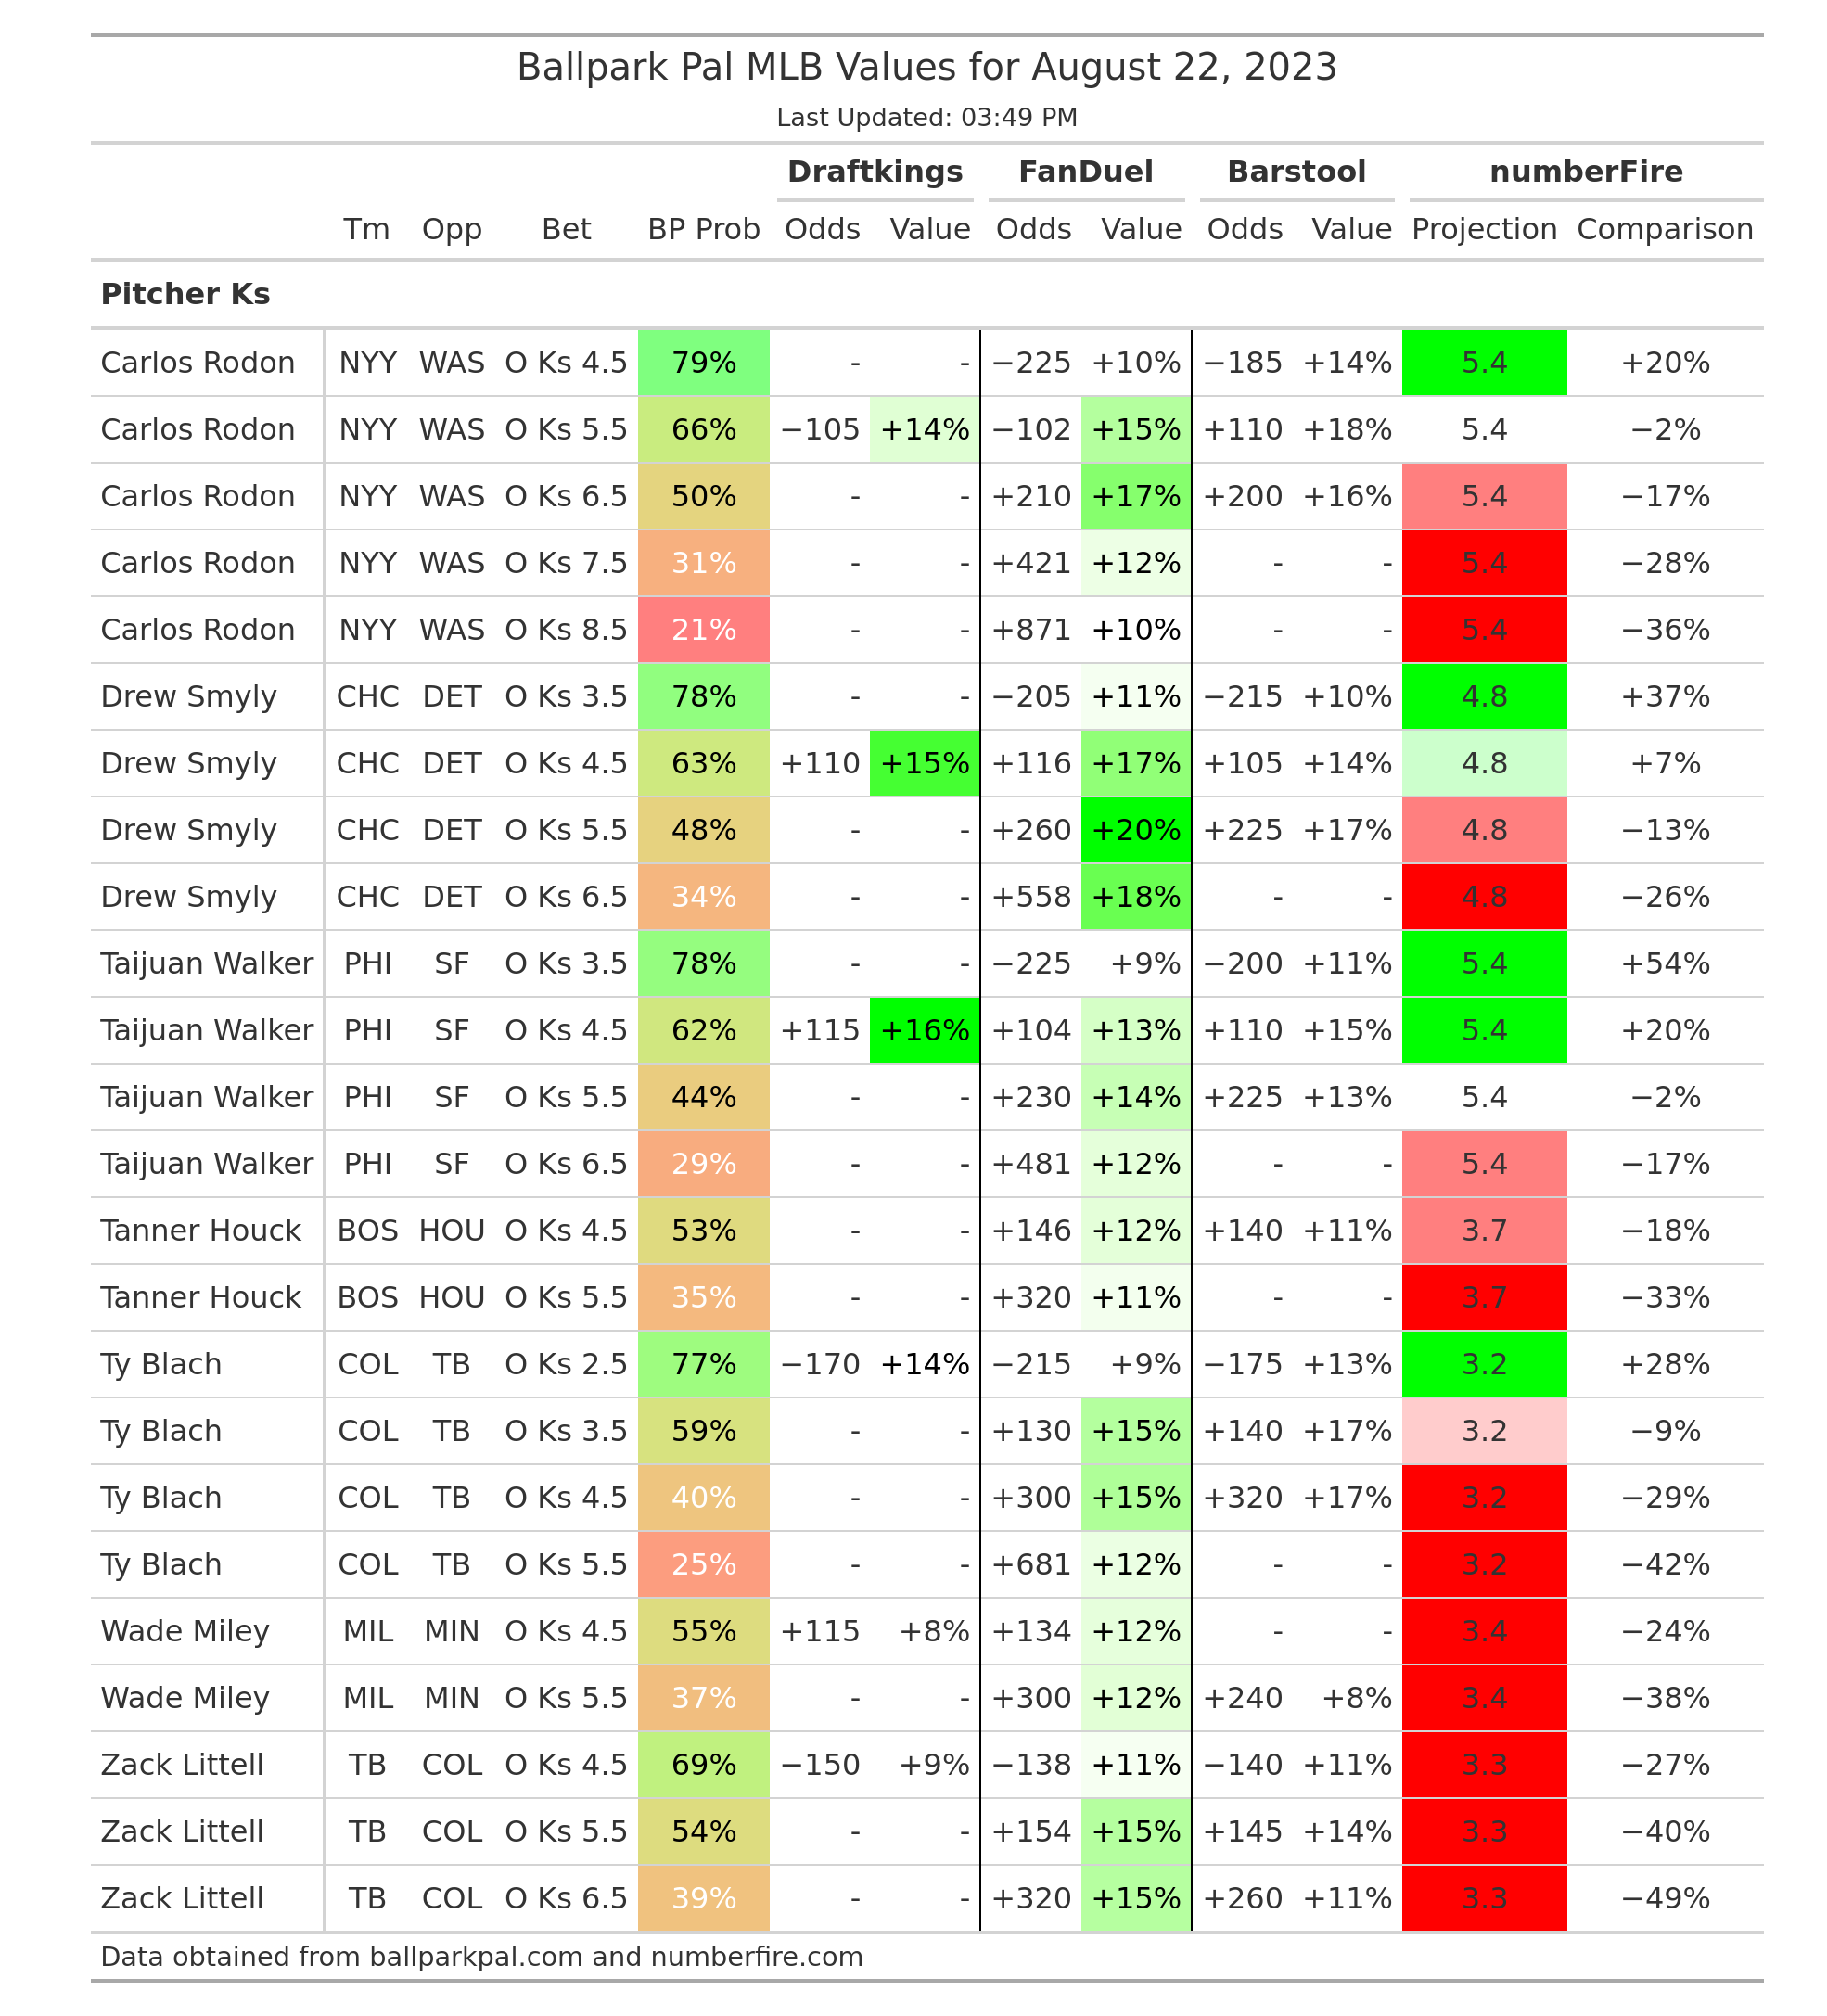 Ballpark Pal MLB Values for August 22, 2023
Last Updated: 03:49 PM
Draftkings FanDuel Barstool numberFire
Tm Opp Bet BP Prob Odds Value Odds Value Odds Value Projection Comparison
Pitcher Ks
Carlos Rodon NYY WAS O Ks 4.5 79% - - −225 +10% −185 +14% 5.4 +20%
Carlos Rodon NYY WAS O Ks 5.5 66% −105 +14% −102 +15% +110 +18% 5.4 −2%
Carlos Rodon NYY WAS O Ks 6.5 50% - - +210 +17% +200 +16% 5.4 −17%
Carlos Rodon NYY WAS O Ks 7.5 31% - - +421 +12% - - 5.4 −28%
Carlos Rodon NYY WAS O Ks 8.5 21% - - +871 +10% - - 5.4 −36%
Drew Smyly CHC DET O Ks 3.5 78% - - −205 +11% −215 +10% 4.8 +37%
Drew Smyly CHC DET O Ks 4.5 63% +110 +15% +116 +17% +105 +14% 4.8 +7%
Drew Smyly CHC DET O Ks 5.5 48% - - +260 +20% +225 +17% 4.8 −13%
Drew Smyly CHC DET O Ks 6.5 34% - - +558 +18% - - 4.8 −26%
Taijuan Walker PHI SF O Ks 3.5 78% - - −225 +9% −200 +11% 5.4 +54%
Taijuan Walker PHI SF O Ks 4.5 62% +115 +16% +104 +13% +110 +15% 5.4 +20%
Taijuan Walker PHI SF O Ks 5.5 44% - - +230 +14% +225 +13% 5.4 −2%
Taijuan Walker PHI SF O Ks 6.5 29% - - +481 +12% - - 5.4 −17%
Tanner Houck BOS HOU O Ks 4.5 53% - - +146 +12% +140 +11% 3.7 −18%
Tanner Houck BOS HOU O Ks 5.5 35% - - +320 +11% - - 3.7 −33%
Ty Blach COL TB O Ks 2.5 77% −170 +14% −215 +9% −175 +13% 3.2 +28%
Ty Blach COL TB O Ks 3.5 59% - - +130 +15% +140 +17% 3.2 −9%
Ty Blach COL TB O Ks 4.5 40% - - +300 +15% +320 +17% 3.2 −29%
Ty Blach COL TB O Ks 5.5 25% - - +681 +12% - - 3.2 −42%
Wade Miley MIL MIN O Ks 4.5 55% +115 +8% +134 +12% - - 3.4 −24%
Wade Miley MIL MIN O Ks 5.5 37% - - +300 +12% +240 +8% 3.4 −38%
Zack Littell TB COL O Ks 4.5 69% −150 +9% −138 +11% −140 +11% 3.3 −27%
Zack Littell TB COL O Ks 5.5 54% - - +154 +15% +145 +14% 3.3 −40%
Zack Littell TB COL O Ks 6.5 39% - - +320 +15% +260 +11% 3.3 −49%
Data obtained from ballparkpal.com and numberfire.com